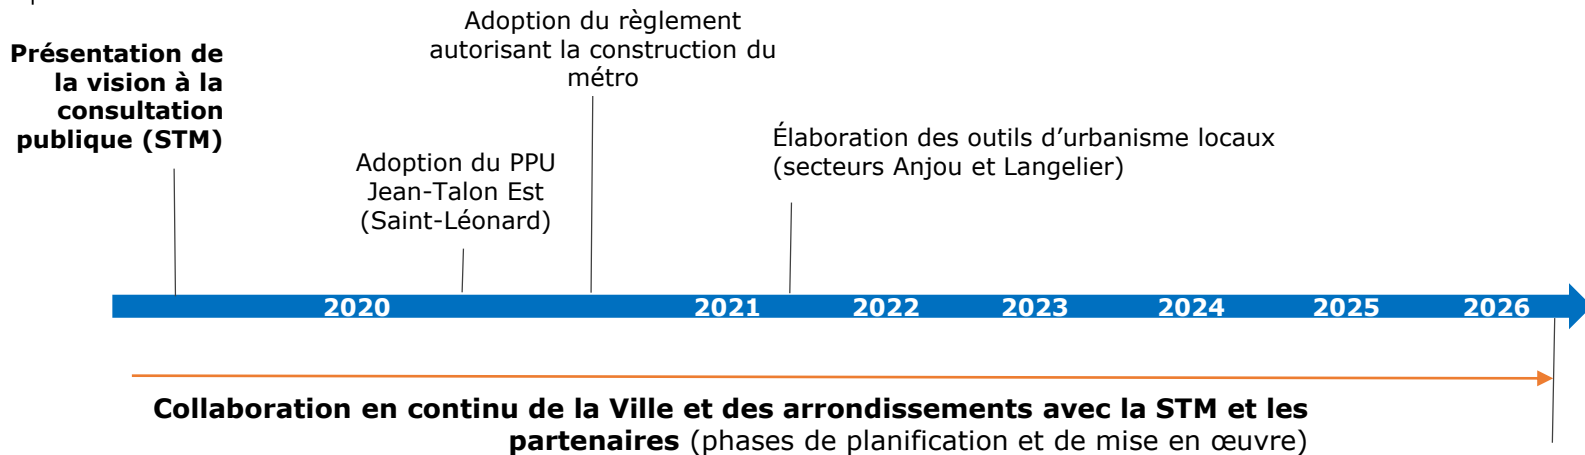 Présentation de
la vision à la
consultation
publique (STM)
Adoption du PPU
Jean-Talon Est
(Saint-Léonard)
Adoption du règlement
autorisant la construction du
métro
Élaboration des outils d’urbanisme locaux
(secteurs Anjou et Langelier)
2020 2021 2022 2023 2024 2025 2026
Collaboration en continu de la Ville et des arrondissements avec la STM et les
partenaires (phases de planification et de mise en œuvre)